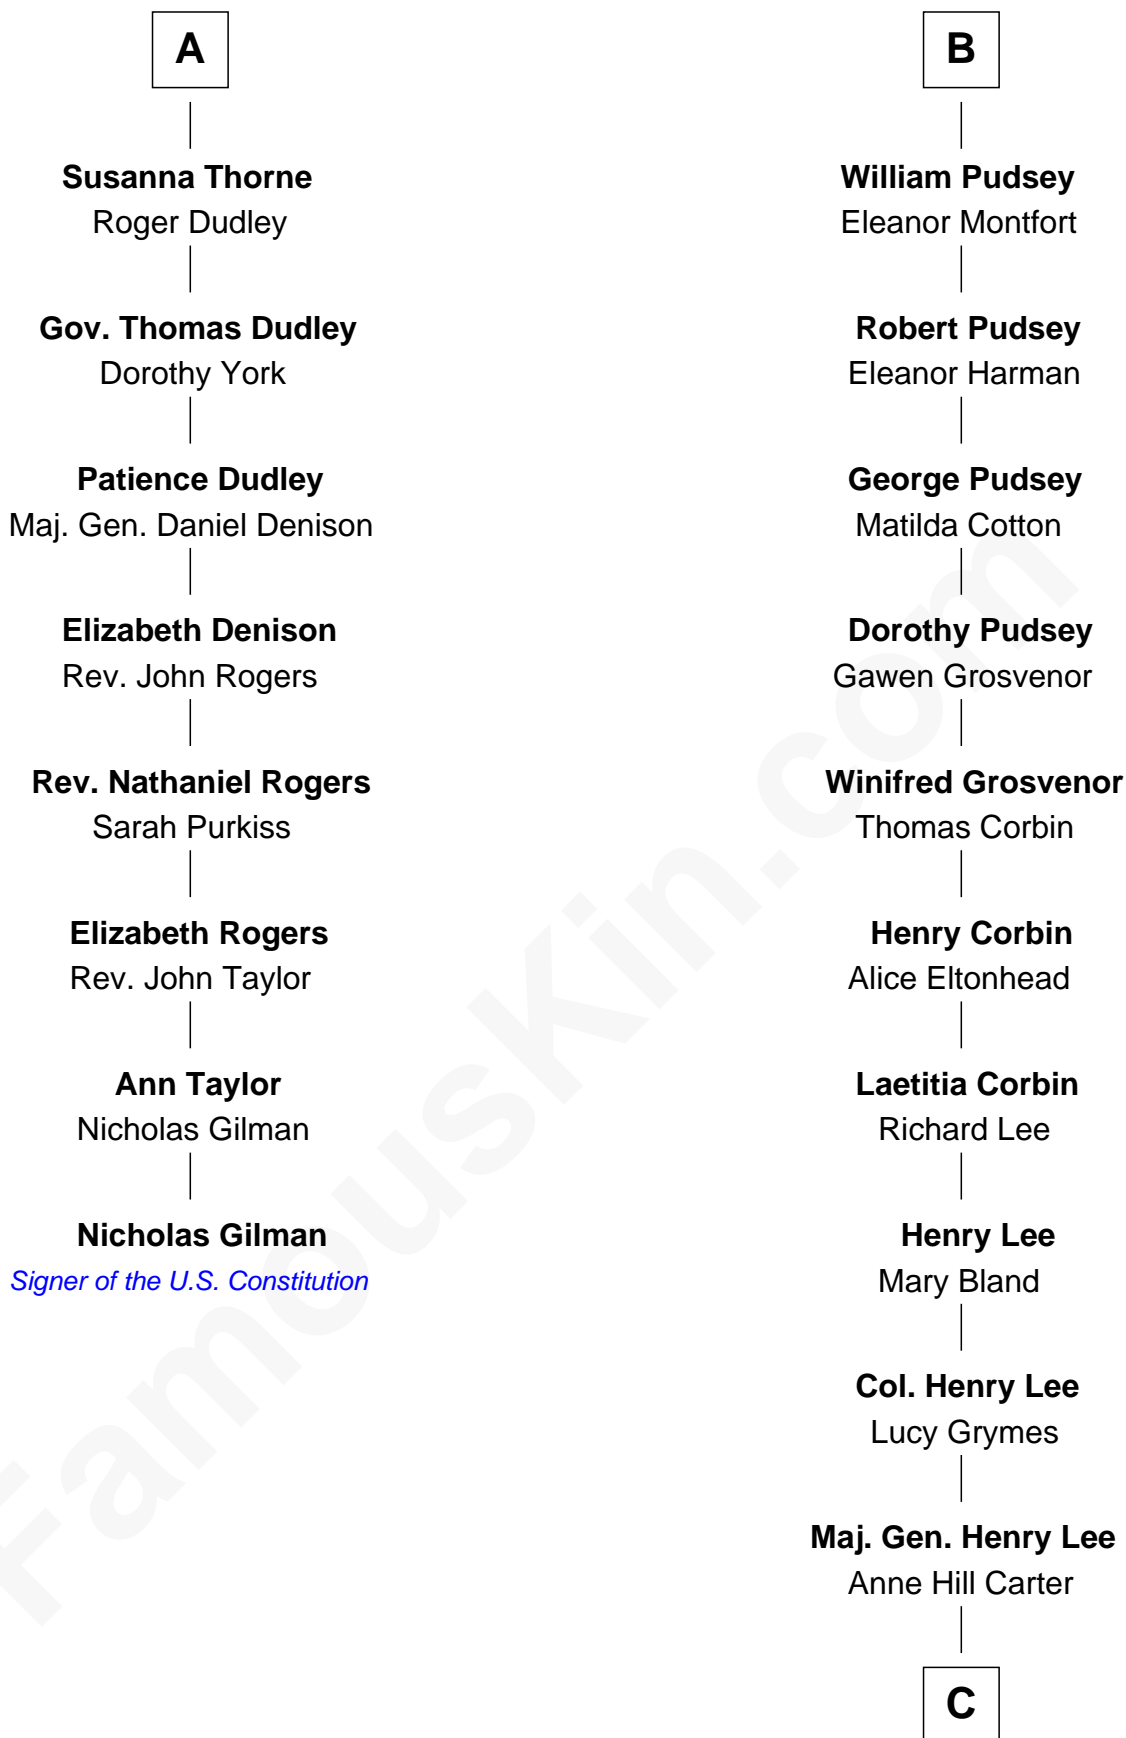 A
Susanna Thorne
Roger Dudley
Gov. Thomas Dudley
Dorothy York
Patience Dudley
Maj. Gen. Daniel Denison
Elizabeth Denison
Rev. John Rogers
Rev. Nathaniel Rogers
Sarah Purkiss
Elizabeth Rogers
Rev. John Taylor
Ann Taylor
Nicholas Gilman
Nicholas Gilman
Signer of the U.S. Constitution
B
William Pudsey
Eleanor Montfort
Robert Pudsey
Eleanor Harman
George Pudsey
Matilda Cotton
Dorothy Pudsey
Gawen Grosvenor
Winifred Grosvenor
Thomas Corbin
Henry Corbin
Alice Eltonhead
Laetitia Corbin
Richard Lee
Henry Lee
Mary Bland
Col. Henry Lee
Lucy Grymes
Maj. Gen. Henry Lee
Anne Hill Carter
C
FamousKin.com